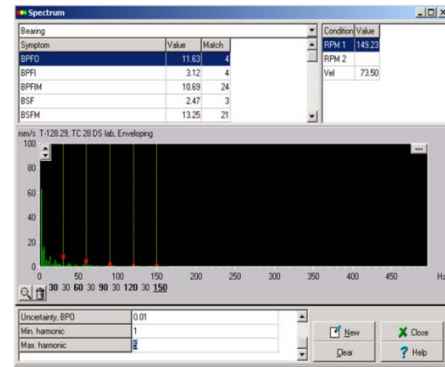 Spectrum
Bearing
Condition Value
Symptom Value Match
RPM 1 149.23
BPFO 11.63 4
RPM 2
BPFI 3.12 4
Vel 73.50
BPFIM 10.69 24
BSF 2.47 3
BSFM 13.25 21
mm/s T-128.29, TC 28 DS lab, Enveloping
100
80
60
40
20
0
0 50 100 150 200 250 300 350 400 450 Hz
30 30 60 30 90 30 120 30 150
Uncertainty, BPO 0.01
Min. harmonic 1
Max. harmonic
New
Close
Clear
Help